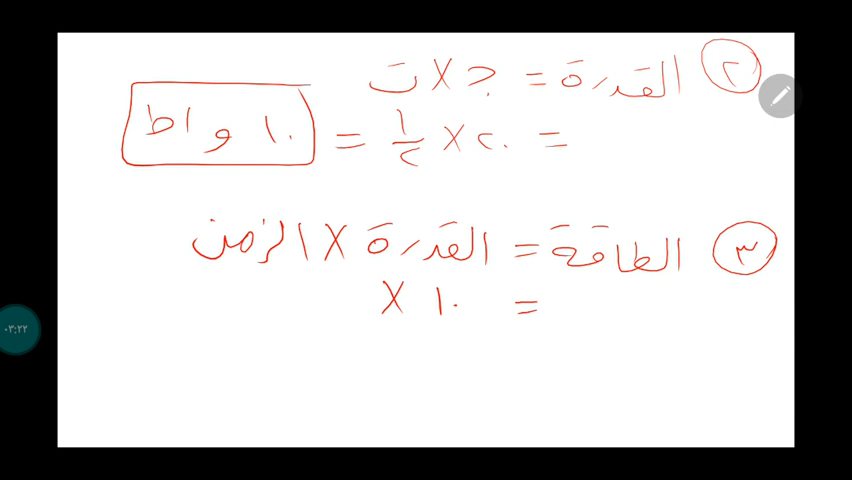 ٢ القدرة = جـ × ت
= ٢٠ × ١/٢ = ١٠ واط
٣ الطاقة = القدرة × الزمن
= ١٠ ×
٠٣:٢٢